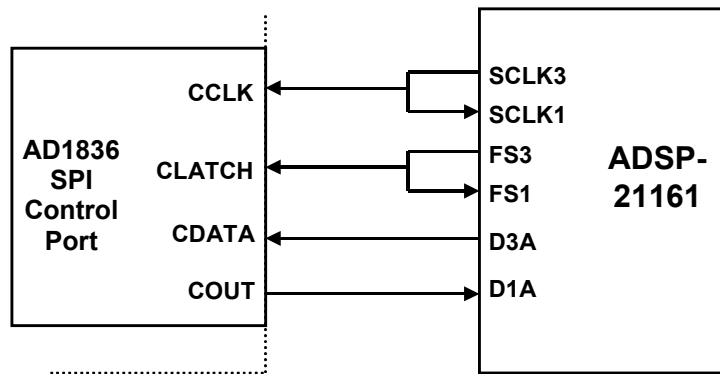 AD1836
SPI
Control
Port
CCLK
CLATCH
CDATA
COUT
SCLK3
SCLK1
FS3
FS1
D3A
D1A
ADSP-
21161